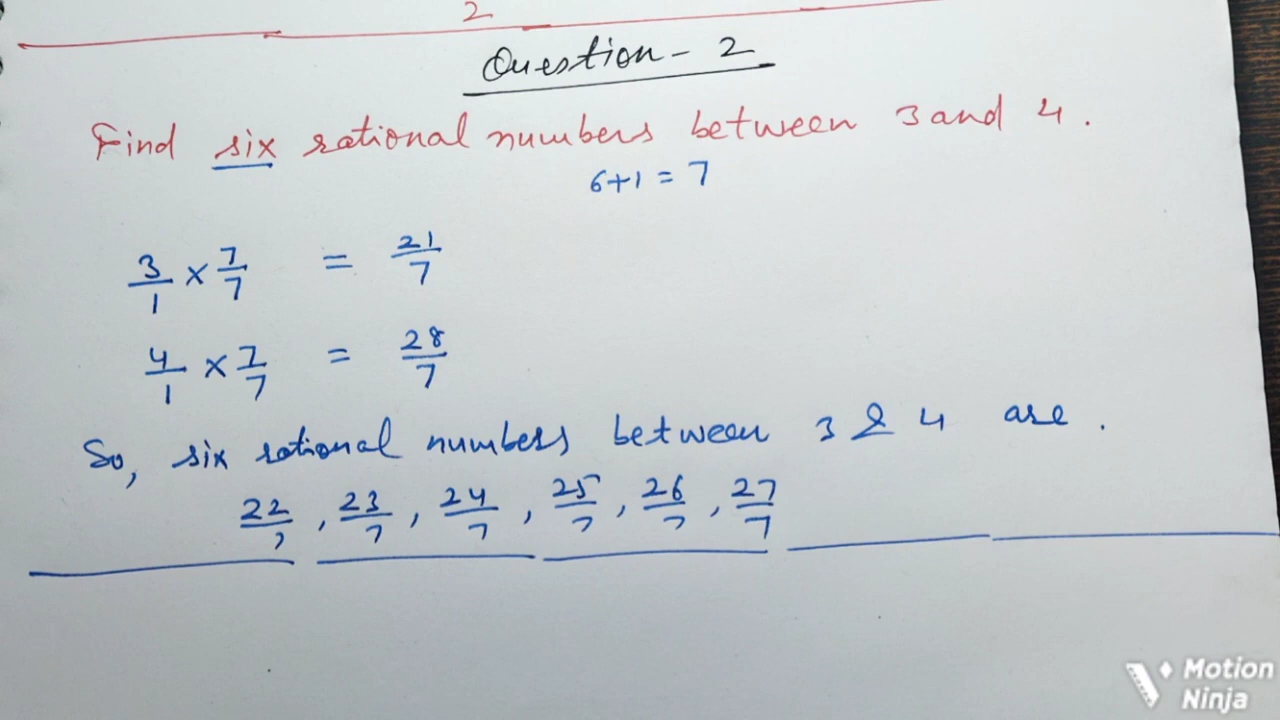 2
Question - 2
Find six rational numbers between 3 and 4 .
6+1 = 7
3/1 × 7/7 = 21/7
4/1 × 7/7 = 28/7
So, six rational numbers between 3 & 4 are .
22/7 , 23/7 , 24/7 , 25/7 , 26/7 , 27/7
Motion
Ninja